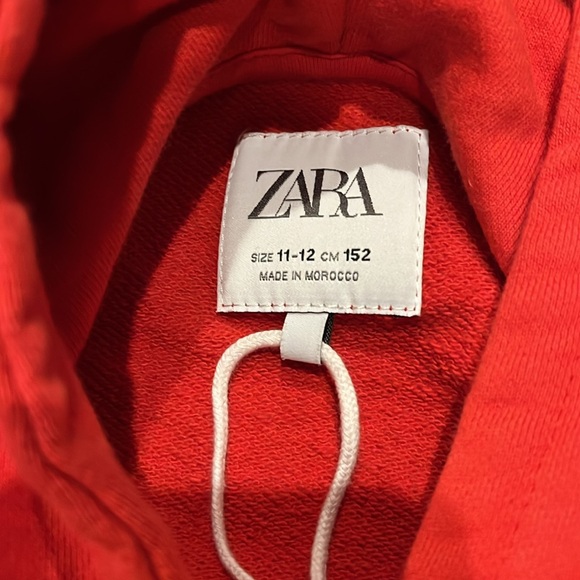 ZARA
SIZE 11-12 CM 152
MADE IN MOROCCO